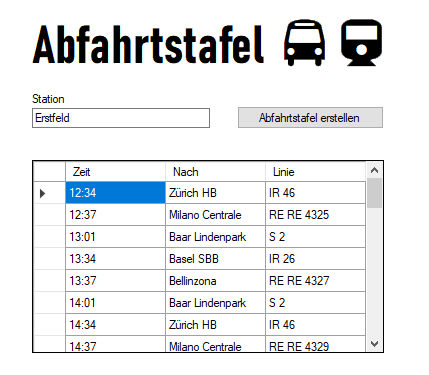 Abfahrtstafel
Station
Erstfeld
Abfahrtstafel erstellen
Zeit Nach Linie
12:34 Zürich HB IR 46
12:37 Milano Centrale RE RE 4325
13:01 Baar Lindenpark S 2
13:34 Basel SBB IR 26
13:37 Bellinzona RE RE 4327
14:01 Baar Lindenpark S 2
14:34 Zürich HB IR 46
14:37 Milano Centrale RE RE 4329